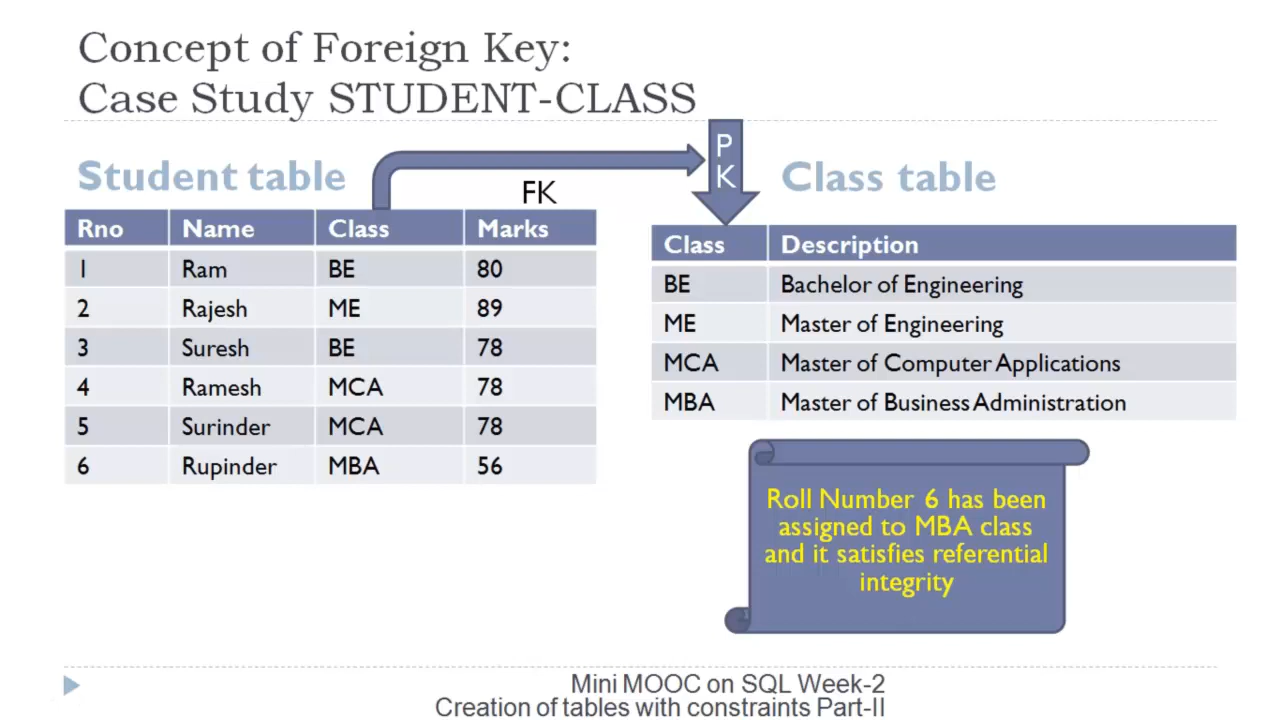 Concept of Foreign Key:
Case Study STUDENT-CLASS
P
K
Student table
FK
Class table
Rno Name Class Marks
1 Ram BE 80
2 Rajesh ME 89
3 Suresh BE 78
4 Ramesh MCA 78
5 Surinder MCA 78
6 Rupinder MBA 56
Class Description
BE Bachelor of Engineering
ME Master of Engineering
MCA Master of Computer Applications
MBA Master of Business Administration
Roll Number 6 has been
assigned to MBA class
and it satisfies referential
integrity
Mini MOOC on SQL Week-2
Creation of tables with constraints Part-II